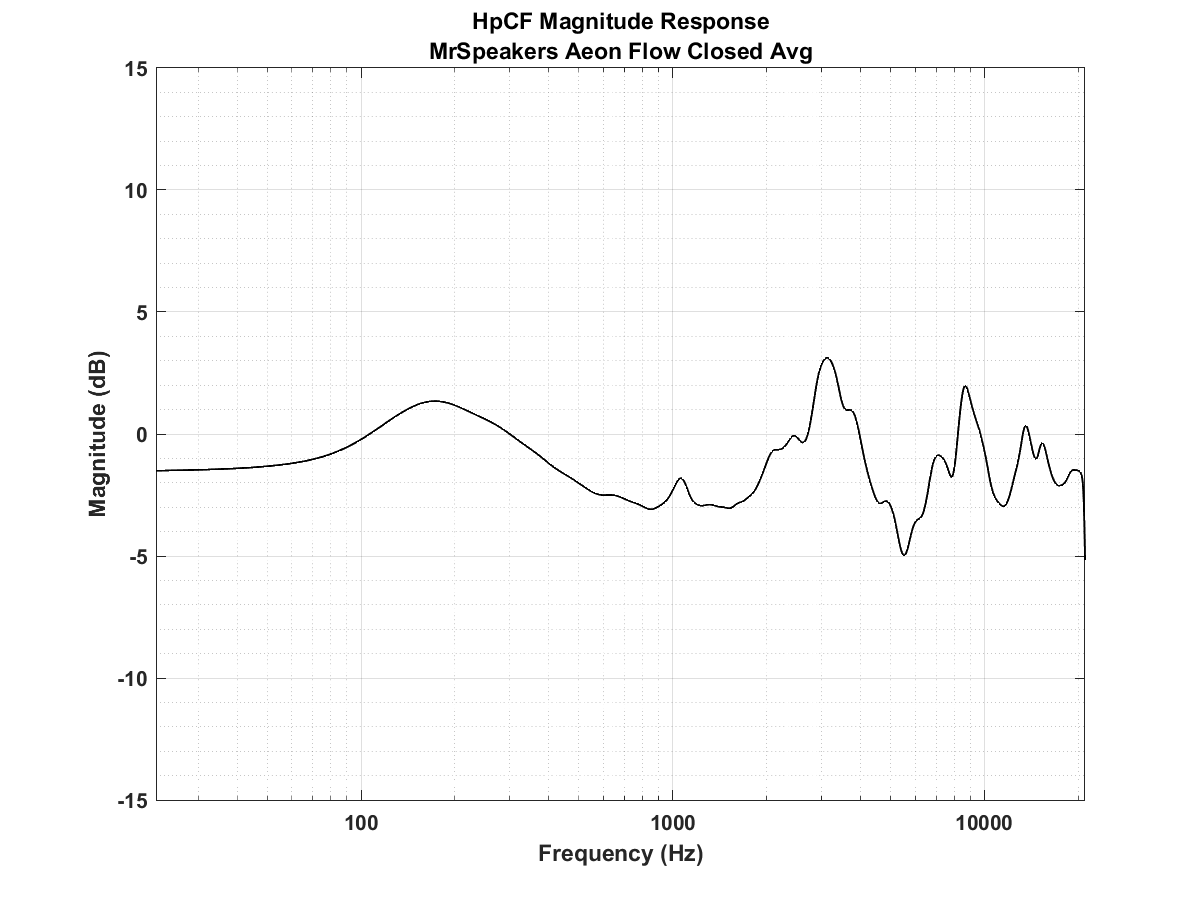 HpCF Magnitude Response
MrSpeakers Aeon Flow Closed Avg
15
10
5
0
-5
-10
-15
Magnitude (dB)
100
1000
10000
Frequency (Hz)